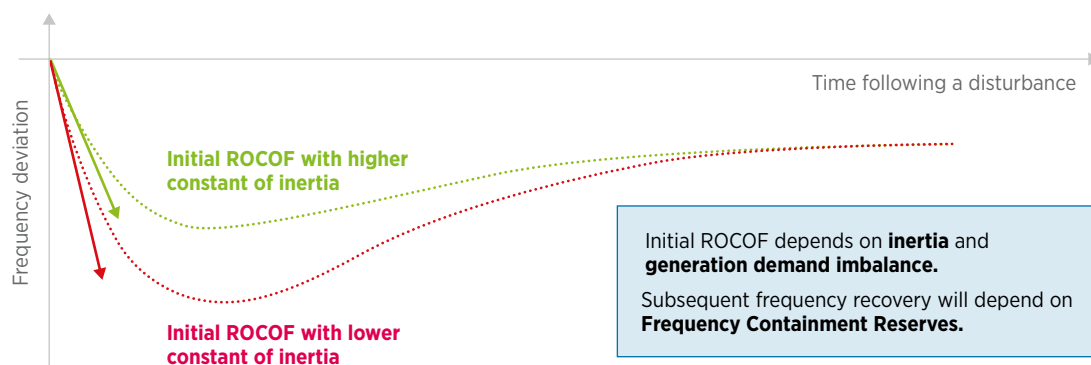 Time following a disturbance
Frequency deviation
Initial ROCOF with higher
constant of inertia
Initial ROCOF depends on inertia and
generation demand imbalance.
Subsequent frequency recovery will depend on
Frequency Containment Reserves.
Initial ROCOF with lower
constant of inertia